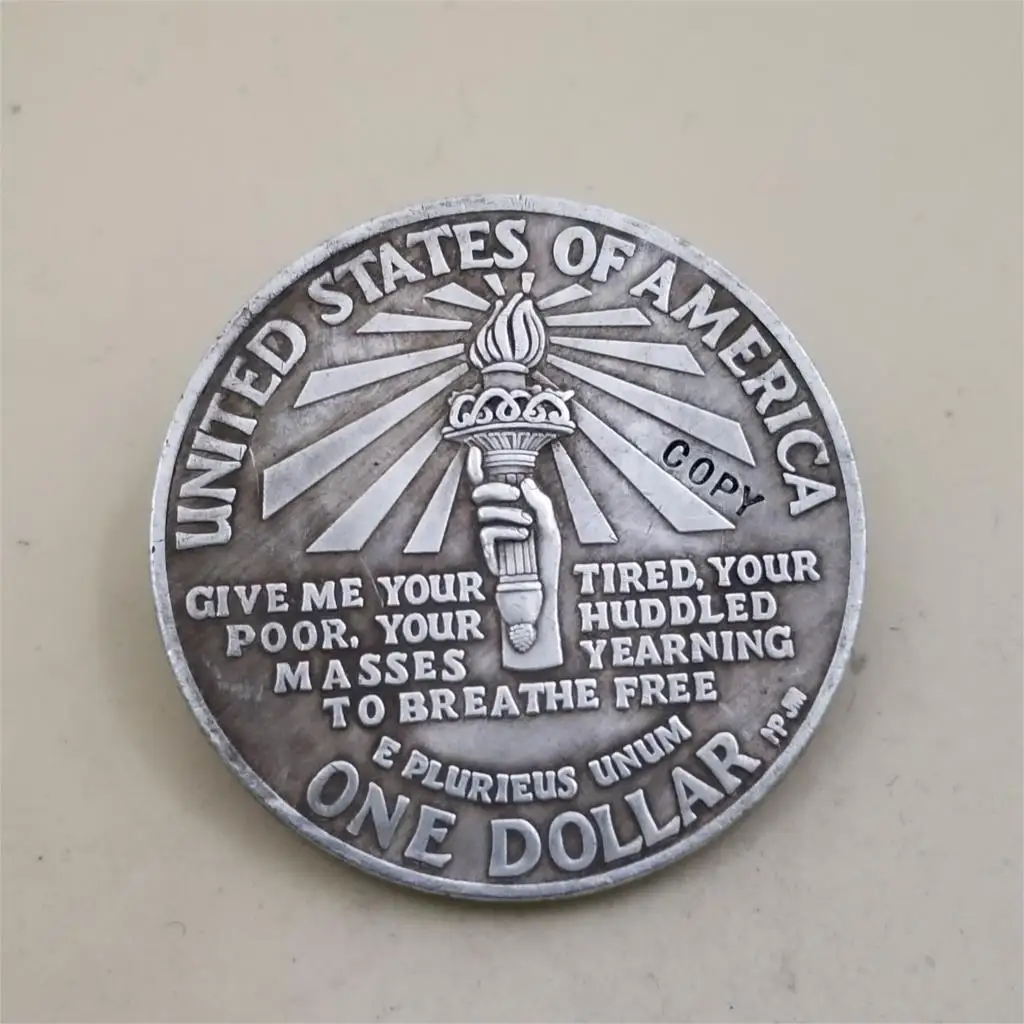 UNITED STATES OF AMERICA
COPY
GIVE ME YOUR TIRED, YOUR
POOR, YOUR HUDDLED
MASSES YEARNING
TO BREATHE FREE
E PLURIEUS UNUM
ONE DOLLAR